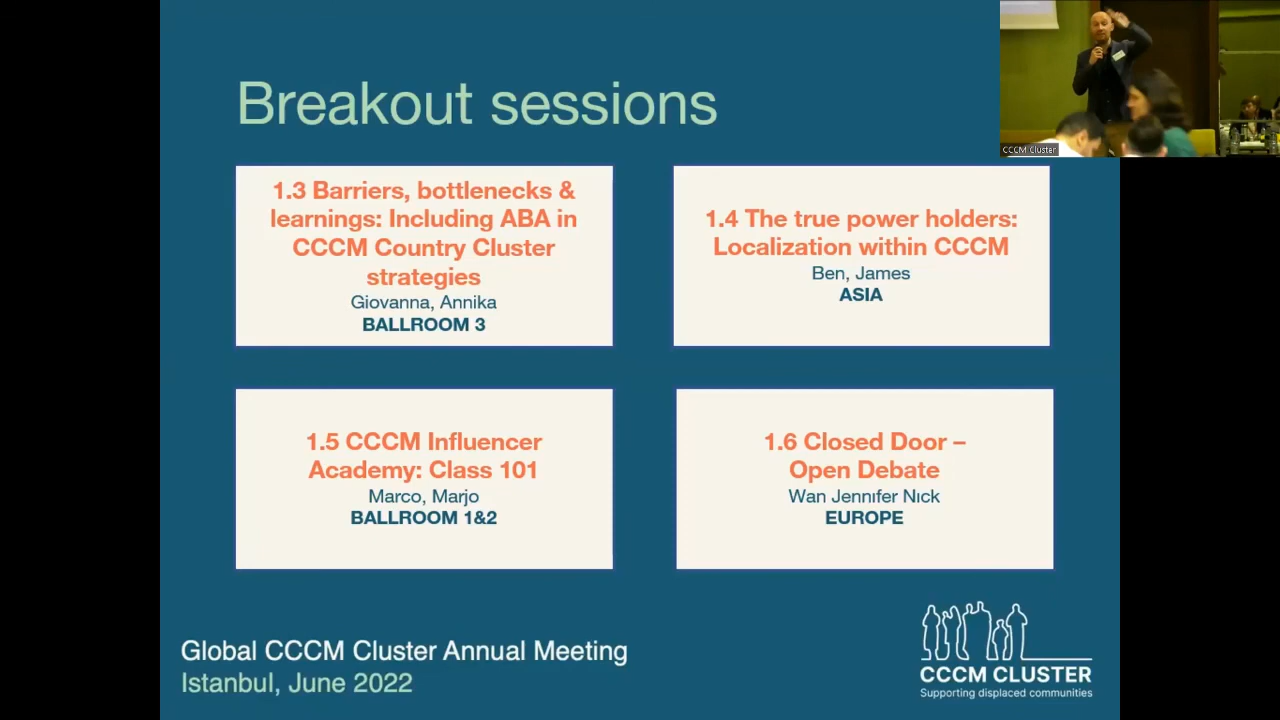 Breakout sessions
CCCM Cluster
1.3 Barriers, bottlenecks &
learnings: Including ABA in
CCCM Country Cluster
strategies
Giovanna, Annika
BALLROOM 3
1.4 The true power holders:
Localization within CCCM
Ben, James
ASIA
1.5 CCCM Influencer
Academy: Class 101
Marco, Marjo
BALLROOM 1&2
1.6 Closed Door –
Open Debate
Wan Jennifer Nick
EUROPE
Global CCCM Cluster Annual Meeting
Istanbul, June 2022
CCCM CLUSTER
Supporting displaced communities